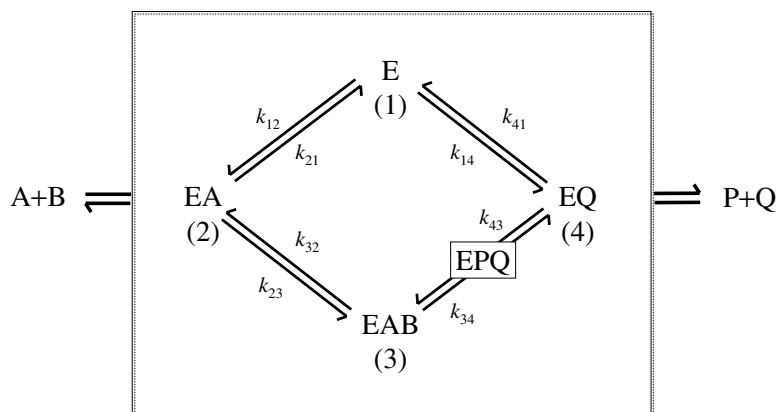 E
(1)
k₁₂
k₄₁
k₂₁
k₁₄
A+B
EA
EQ
P+Q
(2)
(4)
k₄₃
k₃₂
EPQ
k₂₃
k₃₄
EAB
(3)